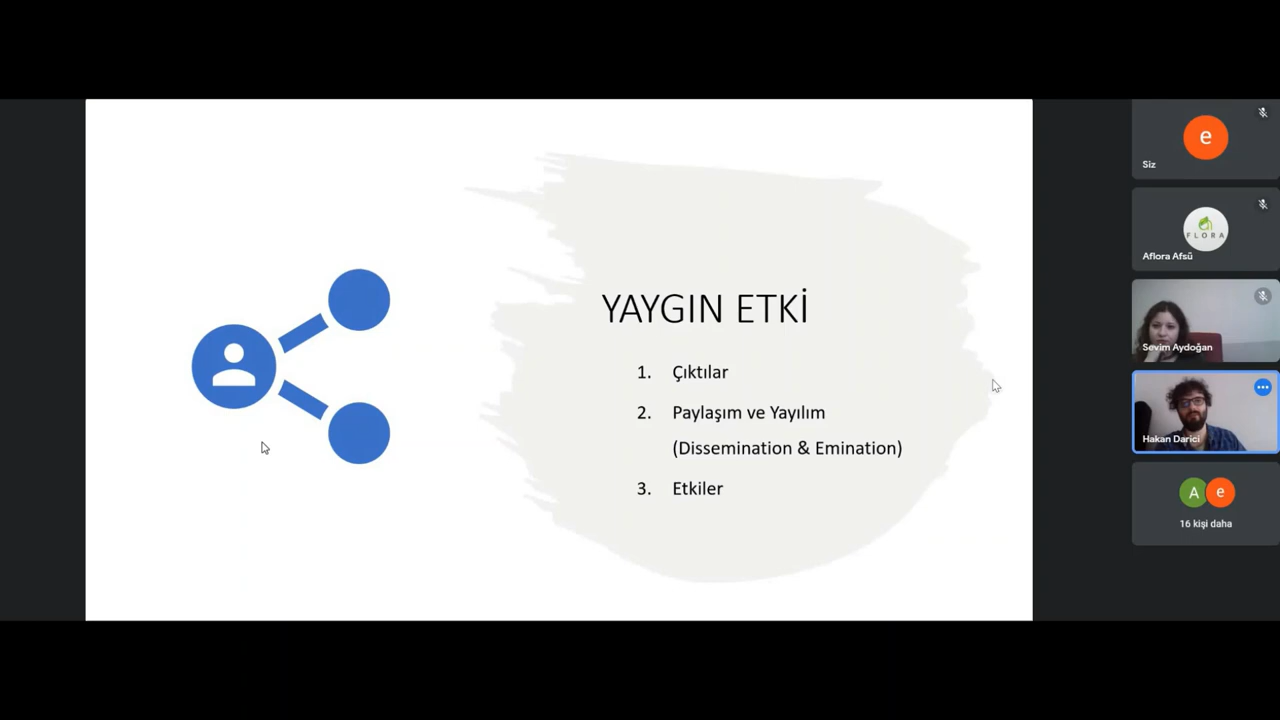 YAYGIN ETKİ
1. Çıktılar
2. Paylaşım ve Yayılım
(Dissemination & Emination)
3. Etkiler
e
Siz
FLORA
Aflora Afsü
Sevim Aydoğan
Hakan Darici
A e
16 kişi daha